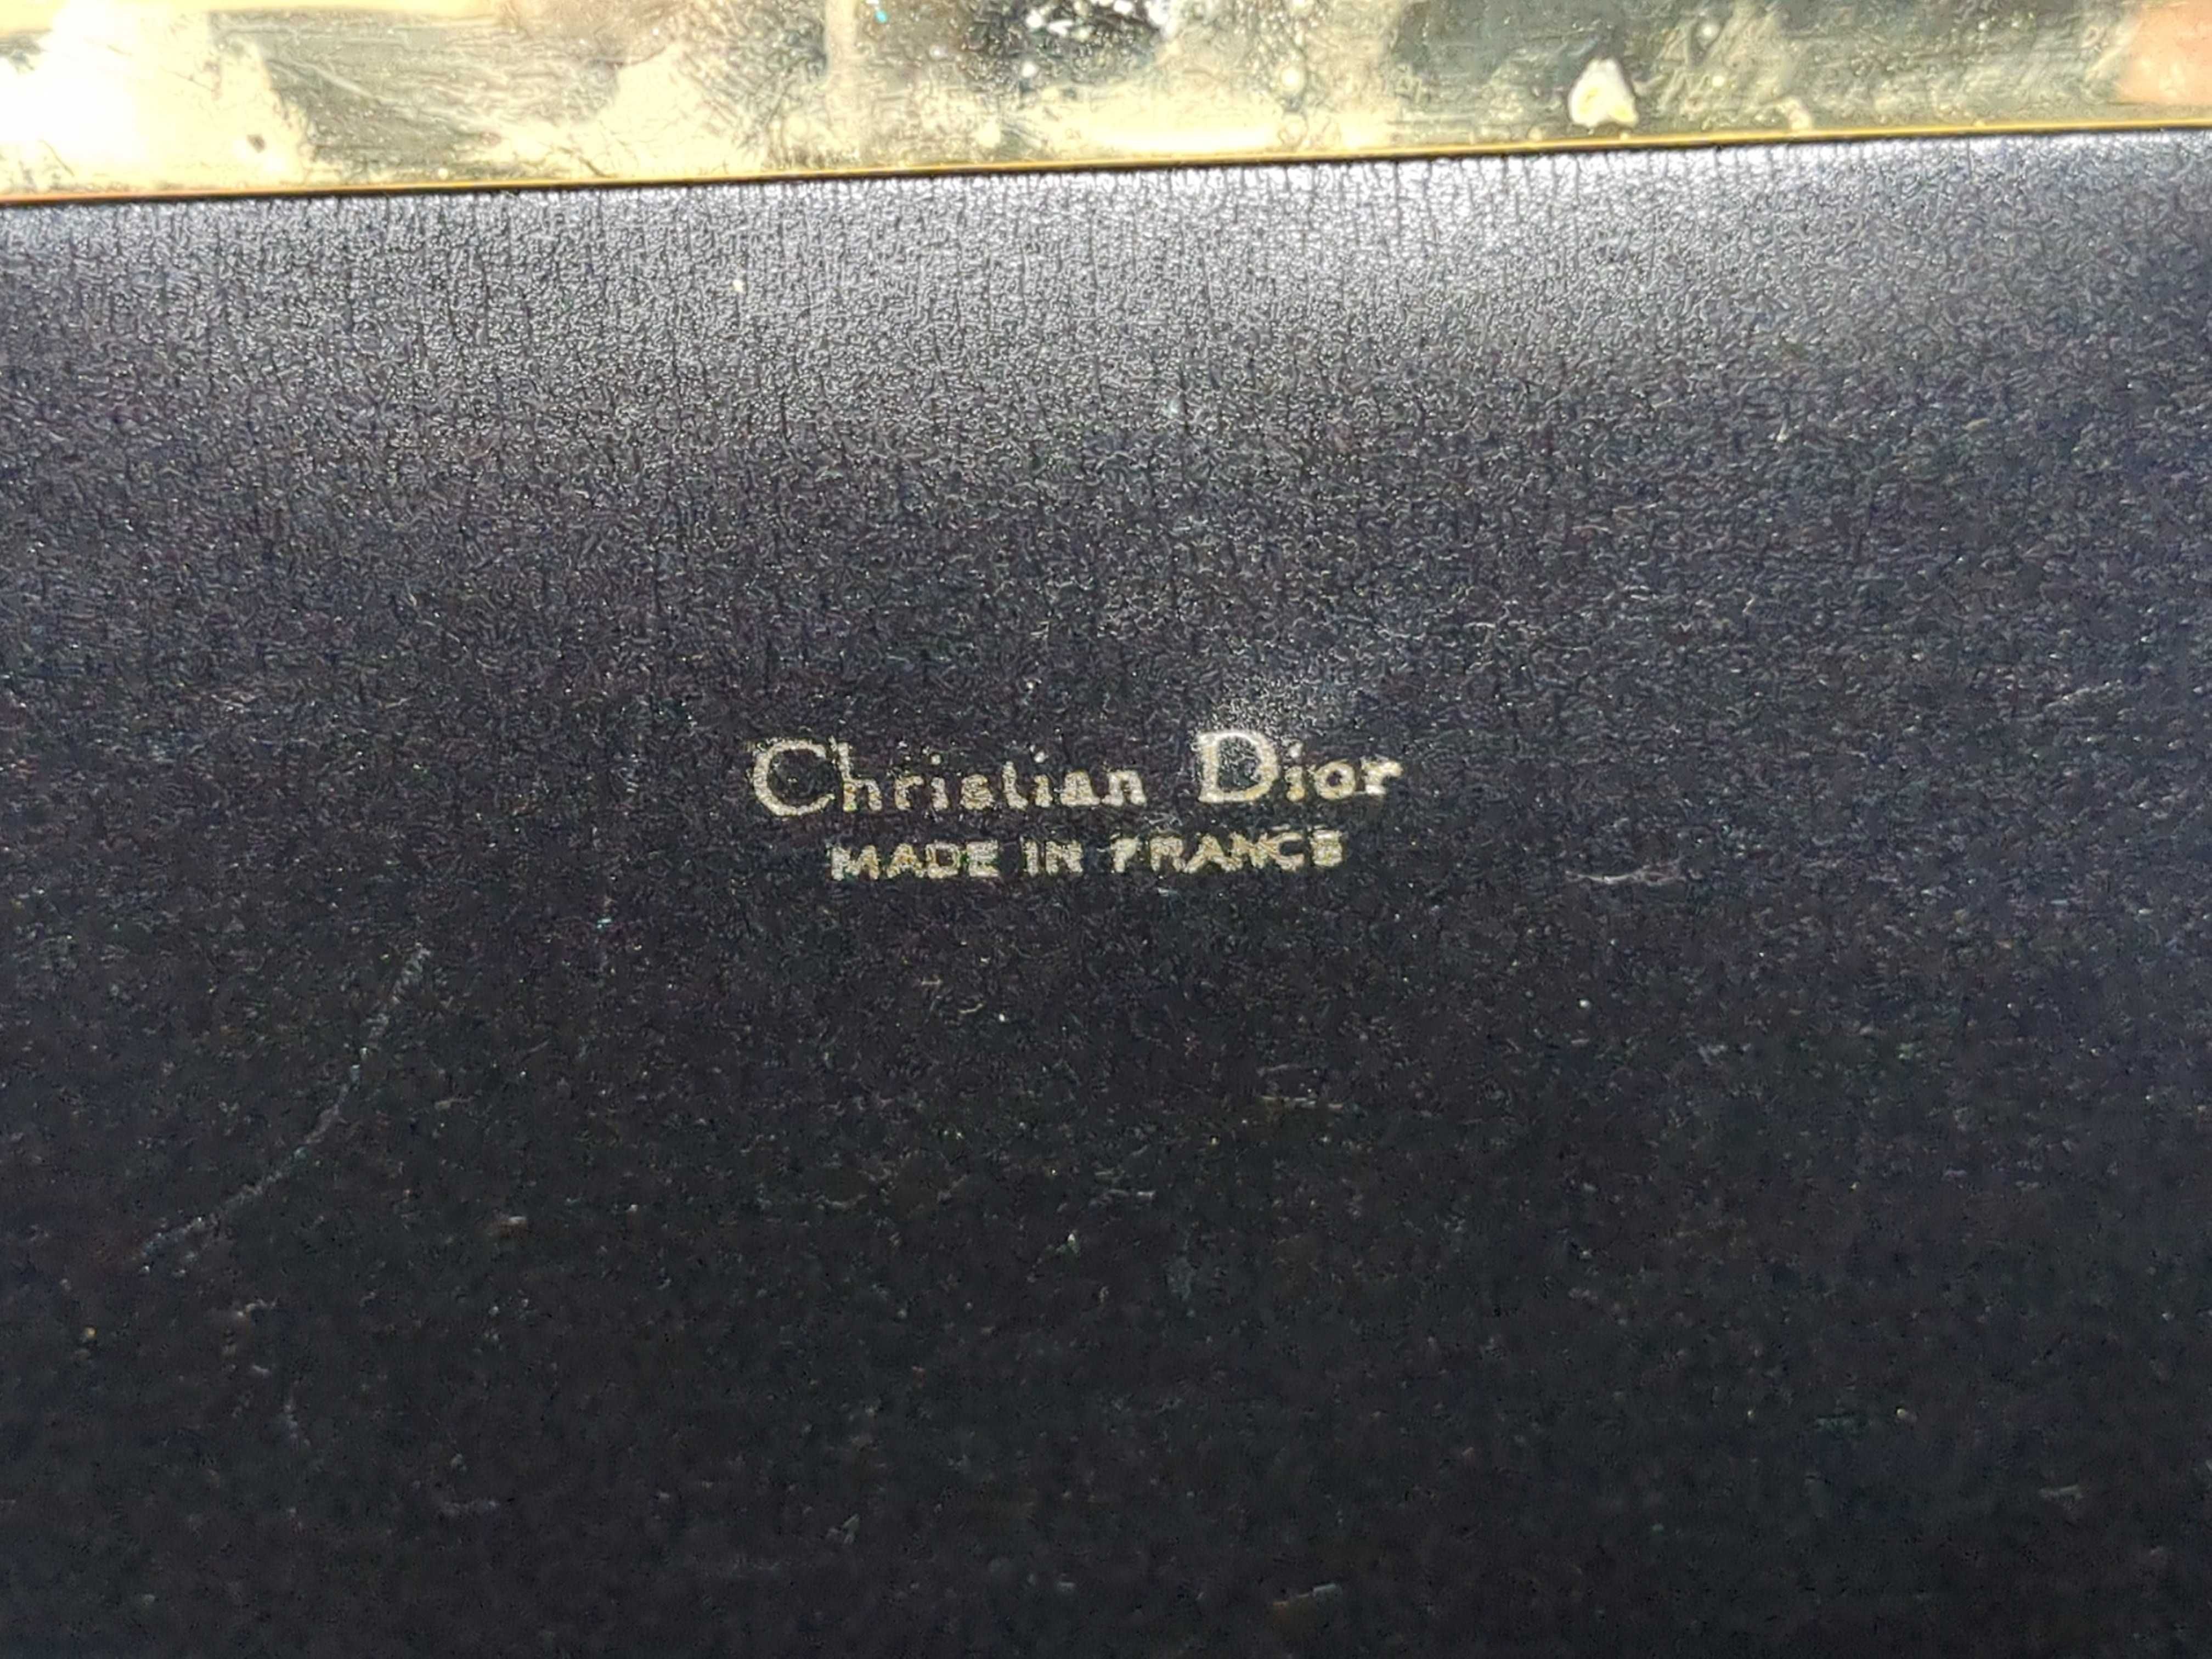 Christian Dior
MADE IN FRANCE